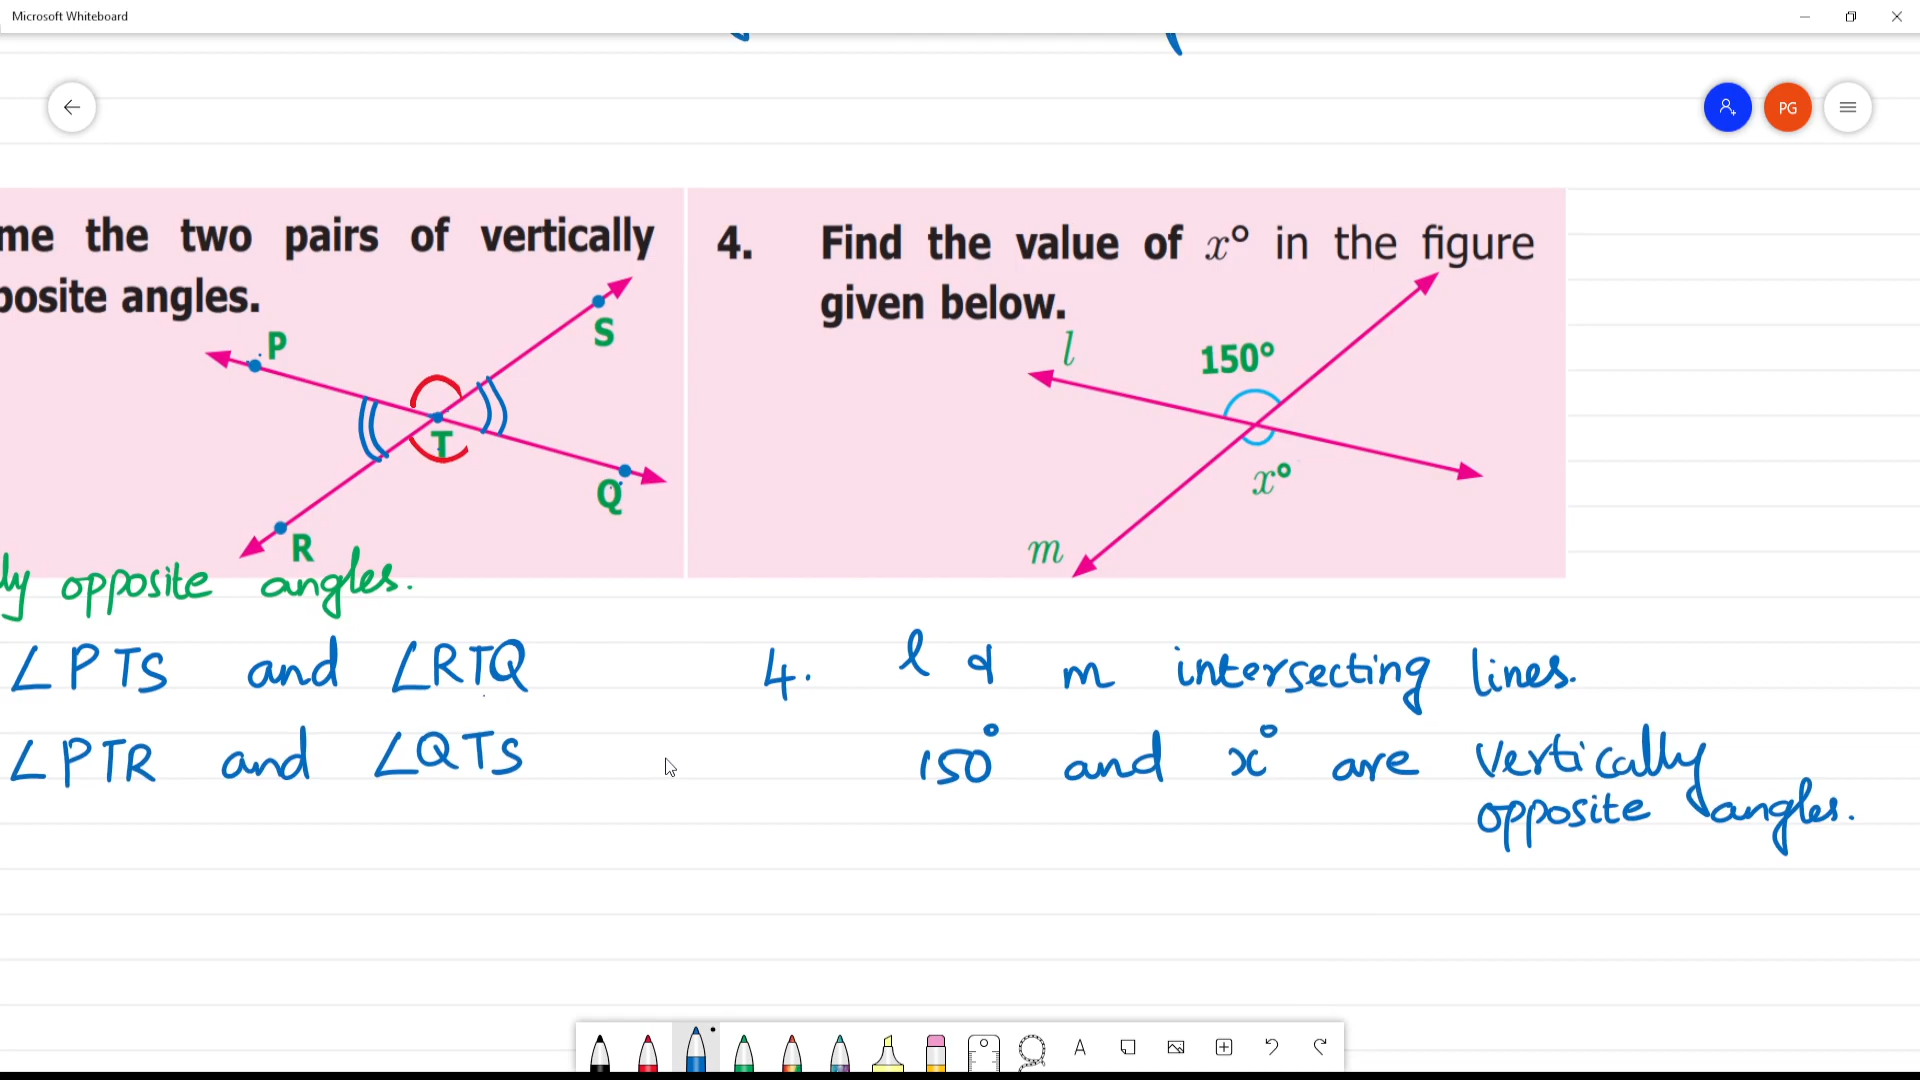 Microsoft Whiteboard
PG
me the two pairs of vertically
posite angles.
P
S
T
Q
R
4. Find the value of x° in the figure
given below.
l
150°
x°
m
ly opposite angles.
∠PTS and ∠RTQ
∠PTR and ∠QTS
4. l & m intersecting lines.
150° and x° are vertically
opposite angles.
A